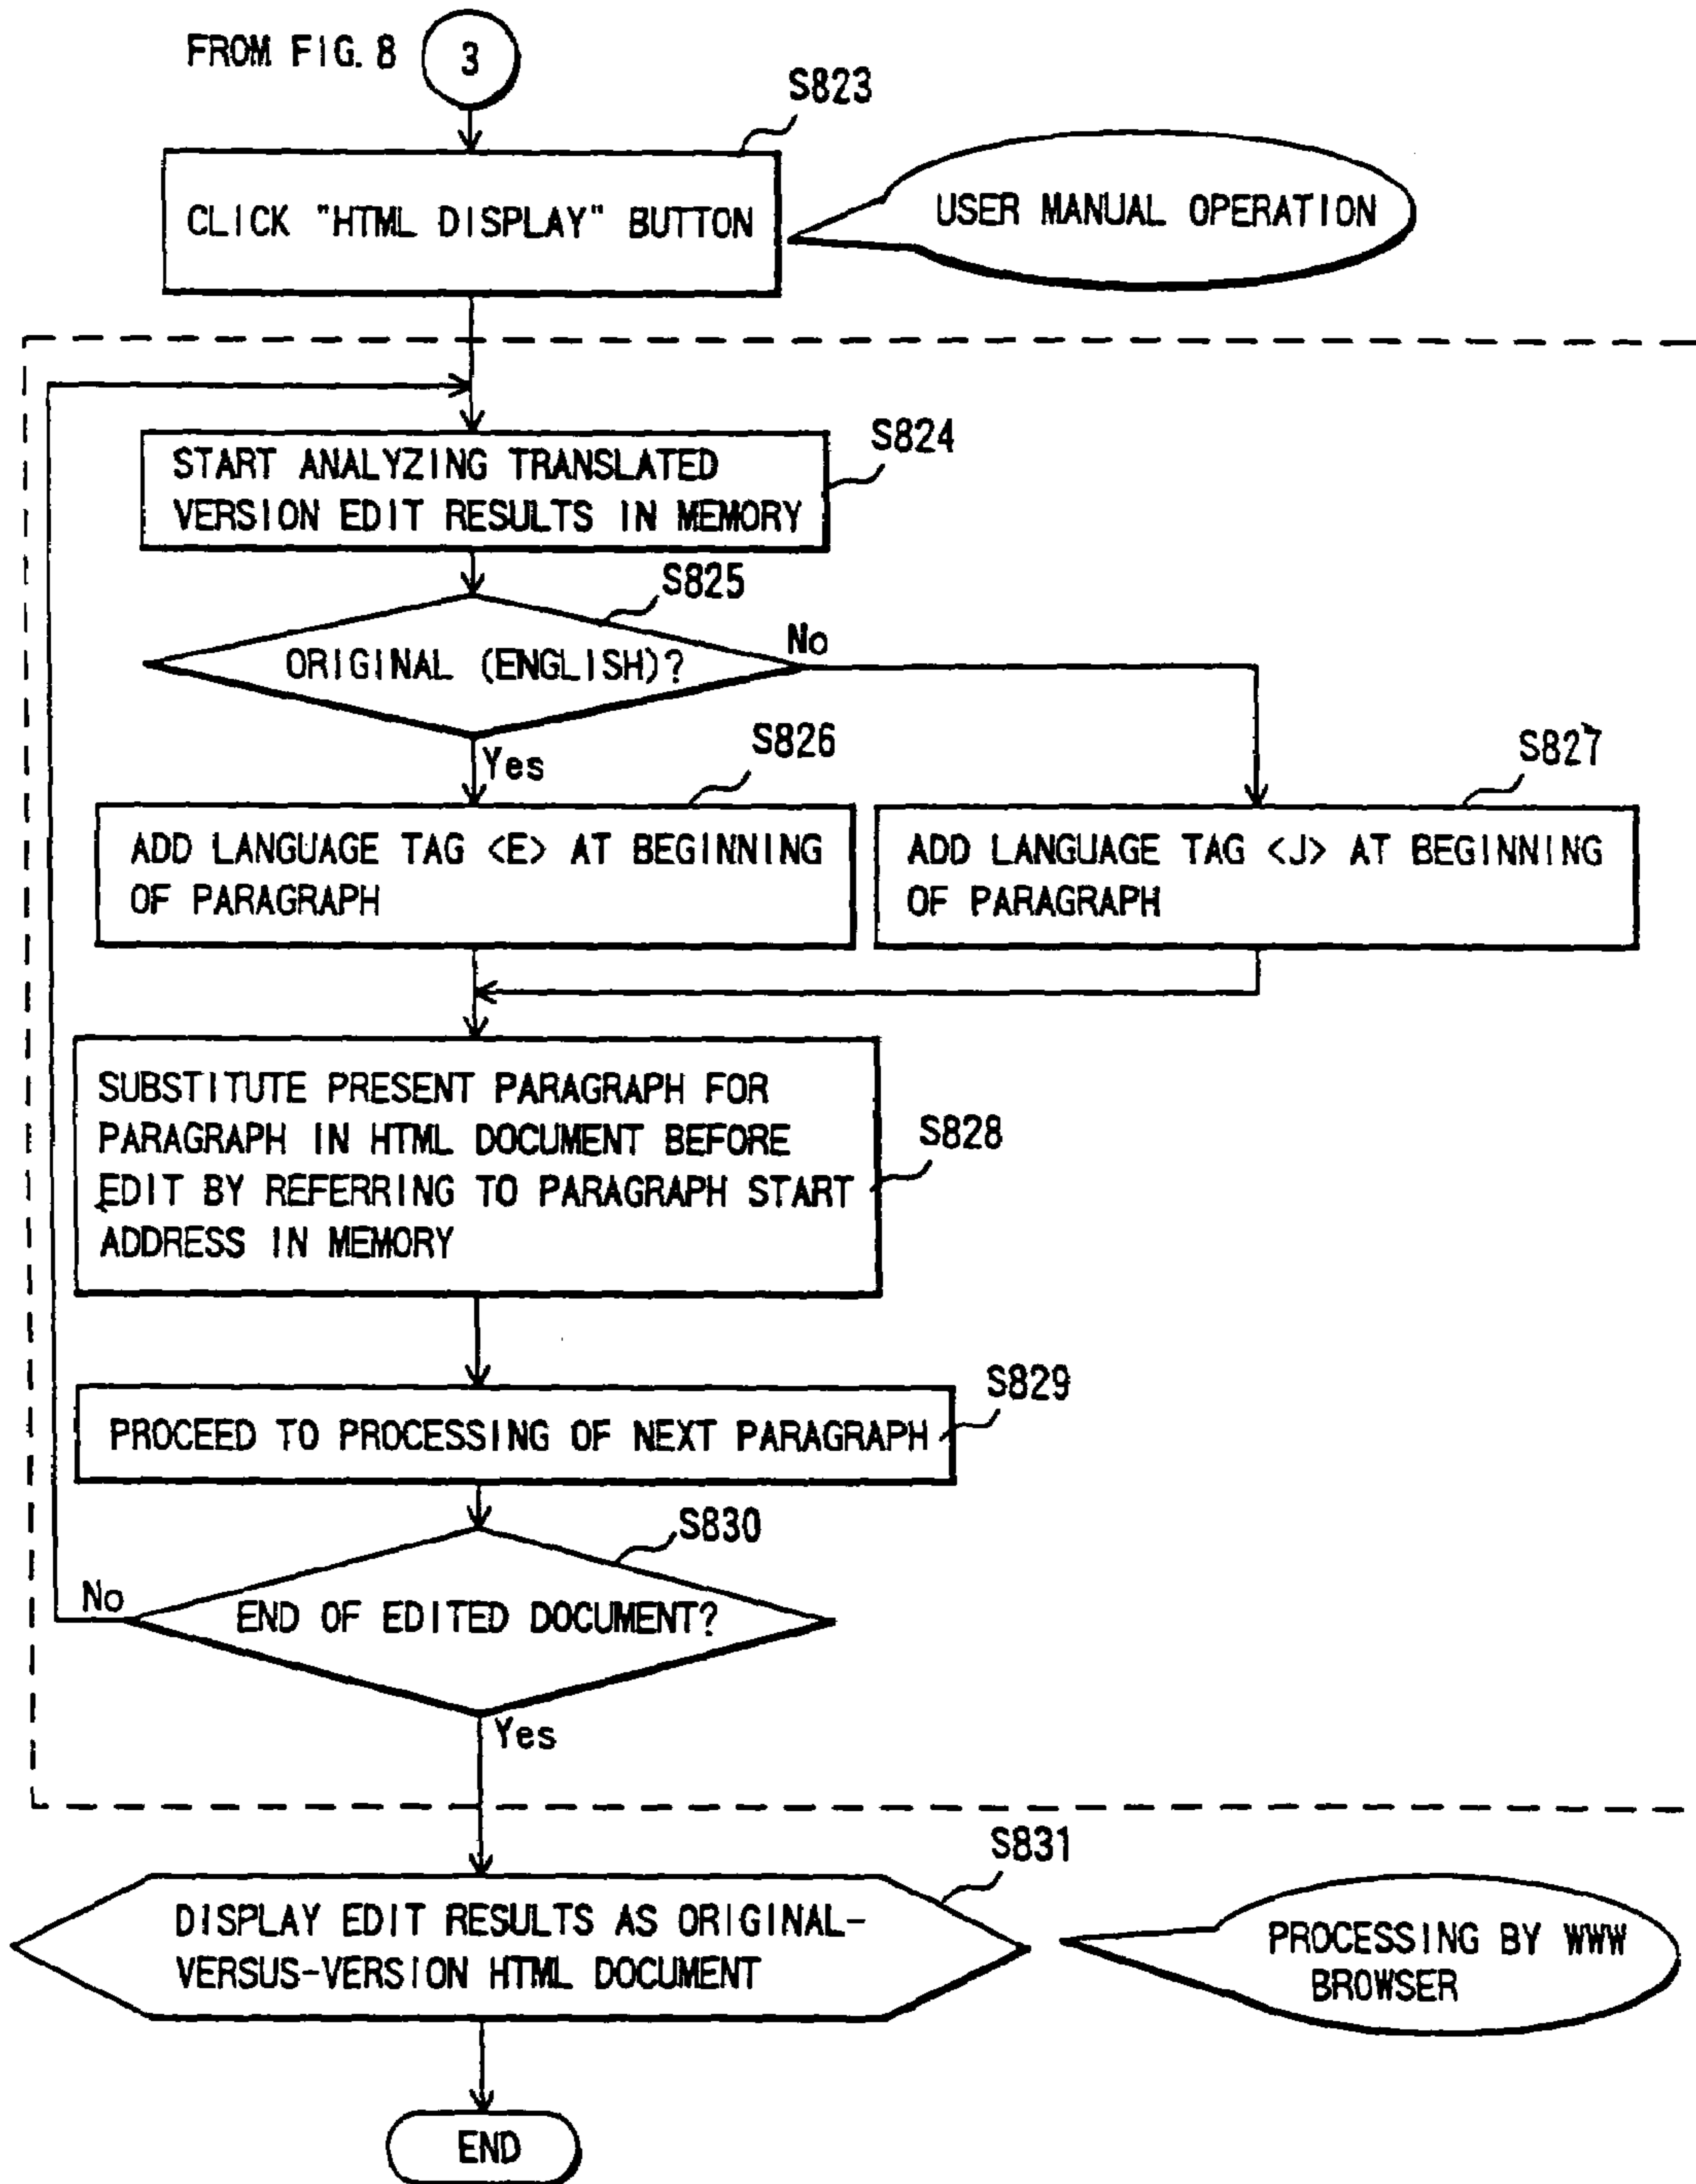 FROM FIG. 8
3
S823
CLICK "HTML DISPLAY" BUTTON
USER MANUAL OPERATION
S824
START ANALYZING TRANSLATED
VERSION EDIT RESULTS IN MEMORY
S825
ORIGINAL (ENGLISH)?
No
Yes
S826
S827
ADD LANGUAGE TAG <E> AT BEGINNING
OF PARAGRAPH
ADD LANGUAGE TAG <J> AT BEGINNING
OF PARAGRAPH
SUBSTITUTE PRESENT PARAGRAPH FOR
PARAGRAPH IN HTML DOCUMENT BEFORE
EDIT BY REFERRING TO PARAGRAPH START
ADDRESS IN MEMORY
S828
S829
PROCEED TO PROCESSING OF NEXT PARAGRAPH
S830
No
END OF EDITED DOCUMENT?
Yes
S831
DISPLAY EDIT RESULTS AS ORIGINAL-
VERSUS-VERSION HTML DOCUMENT
PROCESSING BY WWW
BROWSER
END